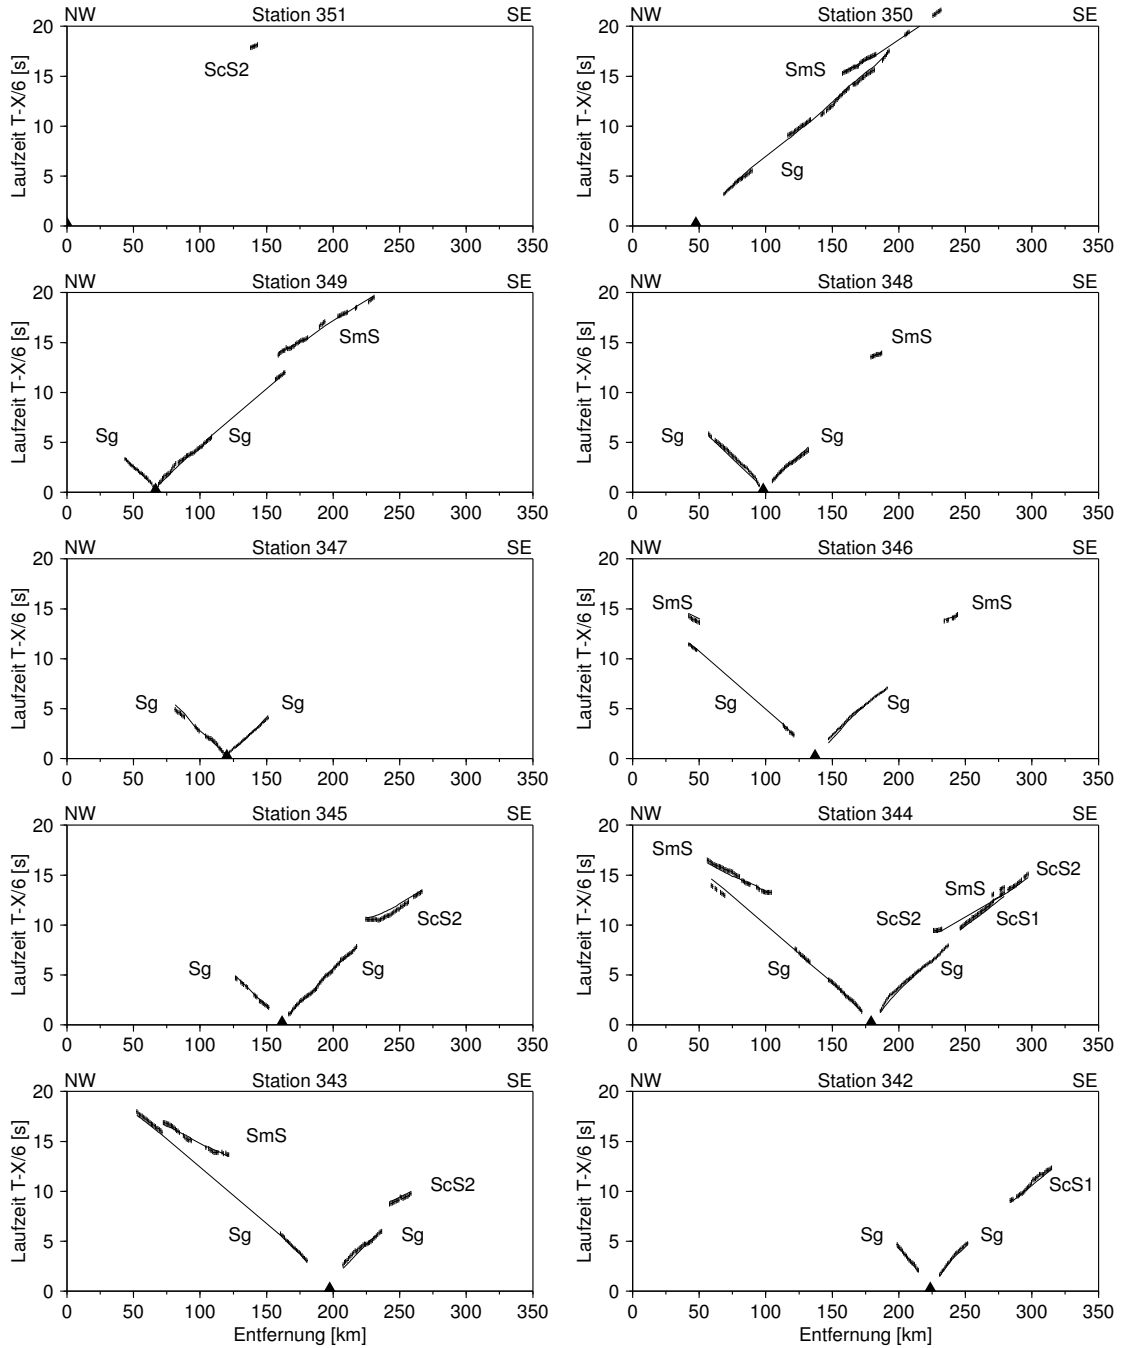 NW Station 351 SE
20
15
10
5
0
Laufzeit T-X/6 [s]
ScS2
0 50 100 150 200 250 300 350
NW Station 350 SE
20
15
10
5
0
Laufzeit T-X/6 [s]
SmS
Sg
0 50 100 150 200 250 300 350
NW Station 349 SE
20
15
10
5
0
Laufzeit T-X/6 [s]
SmS
Sg Sg
0 50 100 150 200 250 300 350
NW Station 348 SE
20
15
10
5
0
Laufzeit T-X/6 [s]
SmS
Sg Sg
0 50 100 150 200 250 300 350
NW Station 347 SE
20
15
10
5
0
Laufzeit T-X/6 [s]
Sg Sg
0 50 100 150 200 250 300 350
NW Station 346 SE
20
15
10
5
0
Laufzeit T-X/6 [s]
SmS SmS
Sg Sg
0 50 100 150 200 250 300 350
NW Station 345 SE
20
15
10
5
0
Laufzeit T-X/6 [s]
ScS2
Sg Sg
0 50 100 150 200 250 300 350
NW Station 344 SE
20
15
10
5
0
Laufzeit T-X/6 [s]
SmS
ScS2
SmS
ScS2 ScS1
Sg Sg
0 50 100 150 200 250 300 350
NW Station 343 SE
20
15
10
5
0
Laufzeit T-X/6 [s]
SmS
ScS2
Sg Sg
0 50 100 150 200 250 300 350
Entfernung [km]
NW Station 342 SE
20
15
10
5
0
Laufzeit T-X/6 [s]
ScS1
Sg Sg
0 50 100 150 200 250 300 350
Entfernung [km]